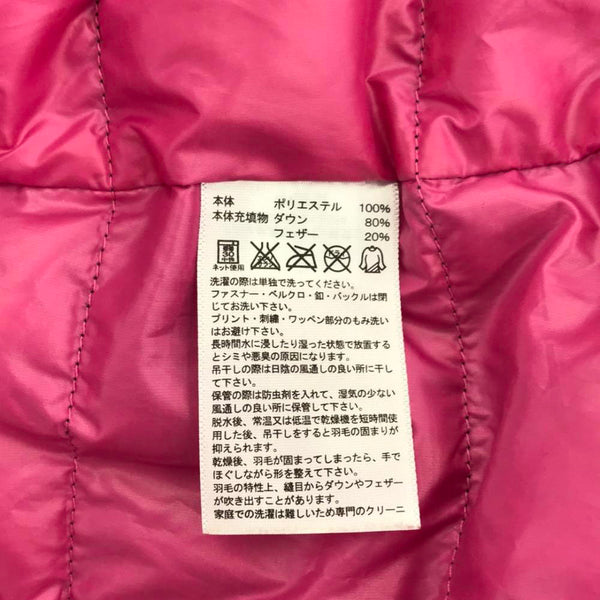 本体 ポリエステル 100%
本体充填物 ダウン 80%
フェザー 20%
弱
30
中性
ネット使用
洗濯の際は単独で洗ってください。
ファスナー・ベルクロ・釦・バックルは閉
じて洗って下さい。
プリント・刺繍・ワッペン部分のもみ洗い
はお避け下さい。
長時間水に浸したり湿った状態で放置する
とシミや悪臭の原因になります。
吊干しの際は日陰の風通しの良い所に干し
て下さい。
保管の際は防虫剤を入れて、湿気の少ない
風通しの良い所に保管して下さい。
脱水後、常温又は低温で乾燥機を短時間使
用した後、吊干しをすると羽毛の固まりが
抑えられます。
乾燥後、羽毛が固まってしまったら、手で
ほぐしながら形を整えて下さい。
羽毛の特性上、縫目からダウンやフェザー
が吹き出すことがあります。
家庭での洗濯は難しいため専門のクリーニ